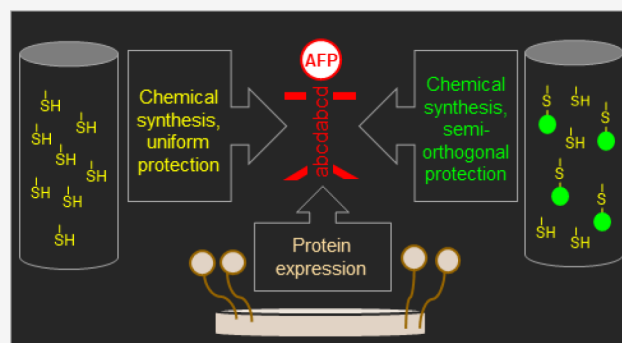 SH
SH
SH
SH
SH
SH
SH
SH
Chemical
synthesis,
uniform
protection
AFP
abcdabcd
Chemical
synthesis,
semi-
orthogonal
protection
S
SH
S
SH
S
S
SH
SH
Protein
expression